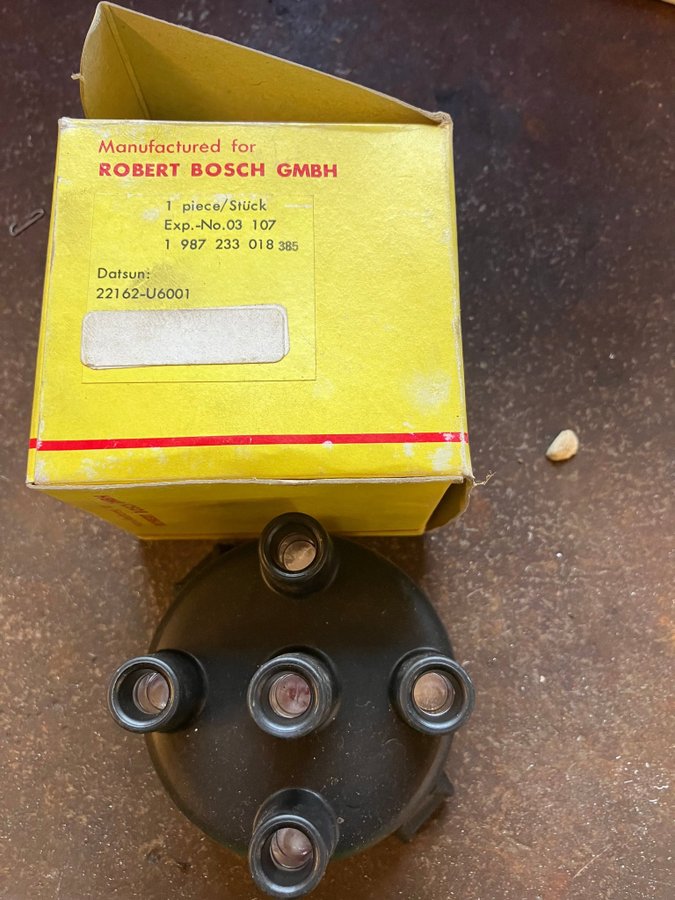 Manufactured for
ROBERT BOSCH GMBH
1 piece/Stück
Exp.-No.03 107
1 987 233 018 385
Datsun:
22162-U6001